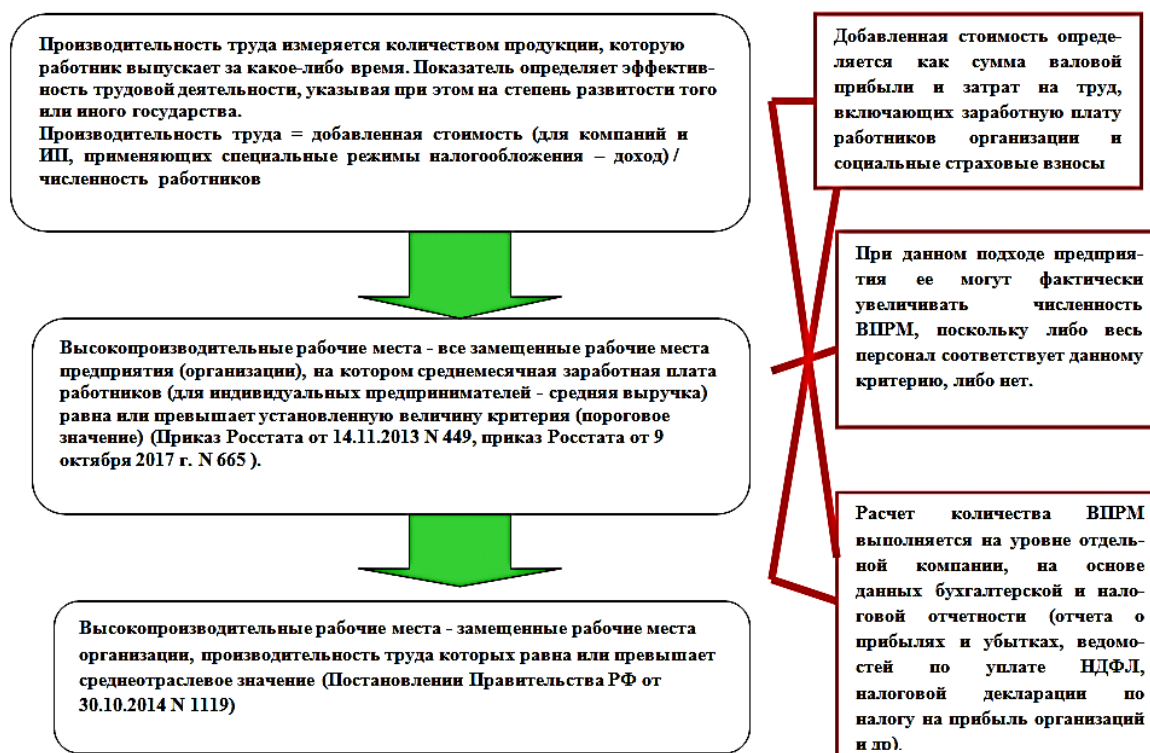 Производительность труда измеряется количеством продукции, которую
работник выпускает за какое-либо время. Показатель определяет эффектив-
ность трудовой деятельности, указывая при этом на степень развитости того
или иного государства.
Производительность труда = добавленная стоимость (для компаний и
ИП, применяющих специальные режимы налогообложения – доход) /
численность работников
Высокопроизводительные рабочие места - все замещенные рабочие места
предприятия (организации), на котором среднемесячная заработная плата
работников (для индивидуальных предпринимателей - средняя выручка)
равна или превышает установленную величину критерия (пороговое
значение) (Приказ Росстата от 14.11.2013 N 449, приказ Росстата от 9
октября 2017 г. N 665 ).
Высокопроизводительные рабочие места - замещенные рабочие места
организации, производительность труда которых равна или превышает
среднеотраслевое значение (Постановлении Правительства РФ от
30.10.2014 N 1119)
Добавленная стоимость опреде-
ляется как сумма валовой
прибыли и затрат на труд,
включающих заработную плату
работников организации и
социальные страховые взносы
При данном подходе предприя-
тия ее могут фактически
увеличивать численность
ВПРМ, поскольку либо весь
персонал соответствует данному
критерию, либо нет.
Расчет количества ВПРМ
выполняется на уровне отдель-
ной компании, на основе
данных бухгалтерской и нало-
говой отчетности (отчета о
прибылях и убытках, ведомо-
стей по уплате НДФЛ,
налоговой декларации по
налогу на прибыль организаций
и др).